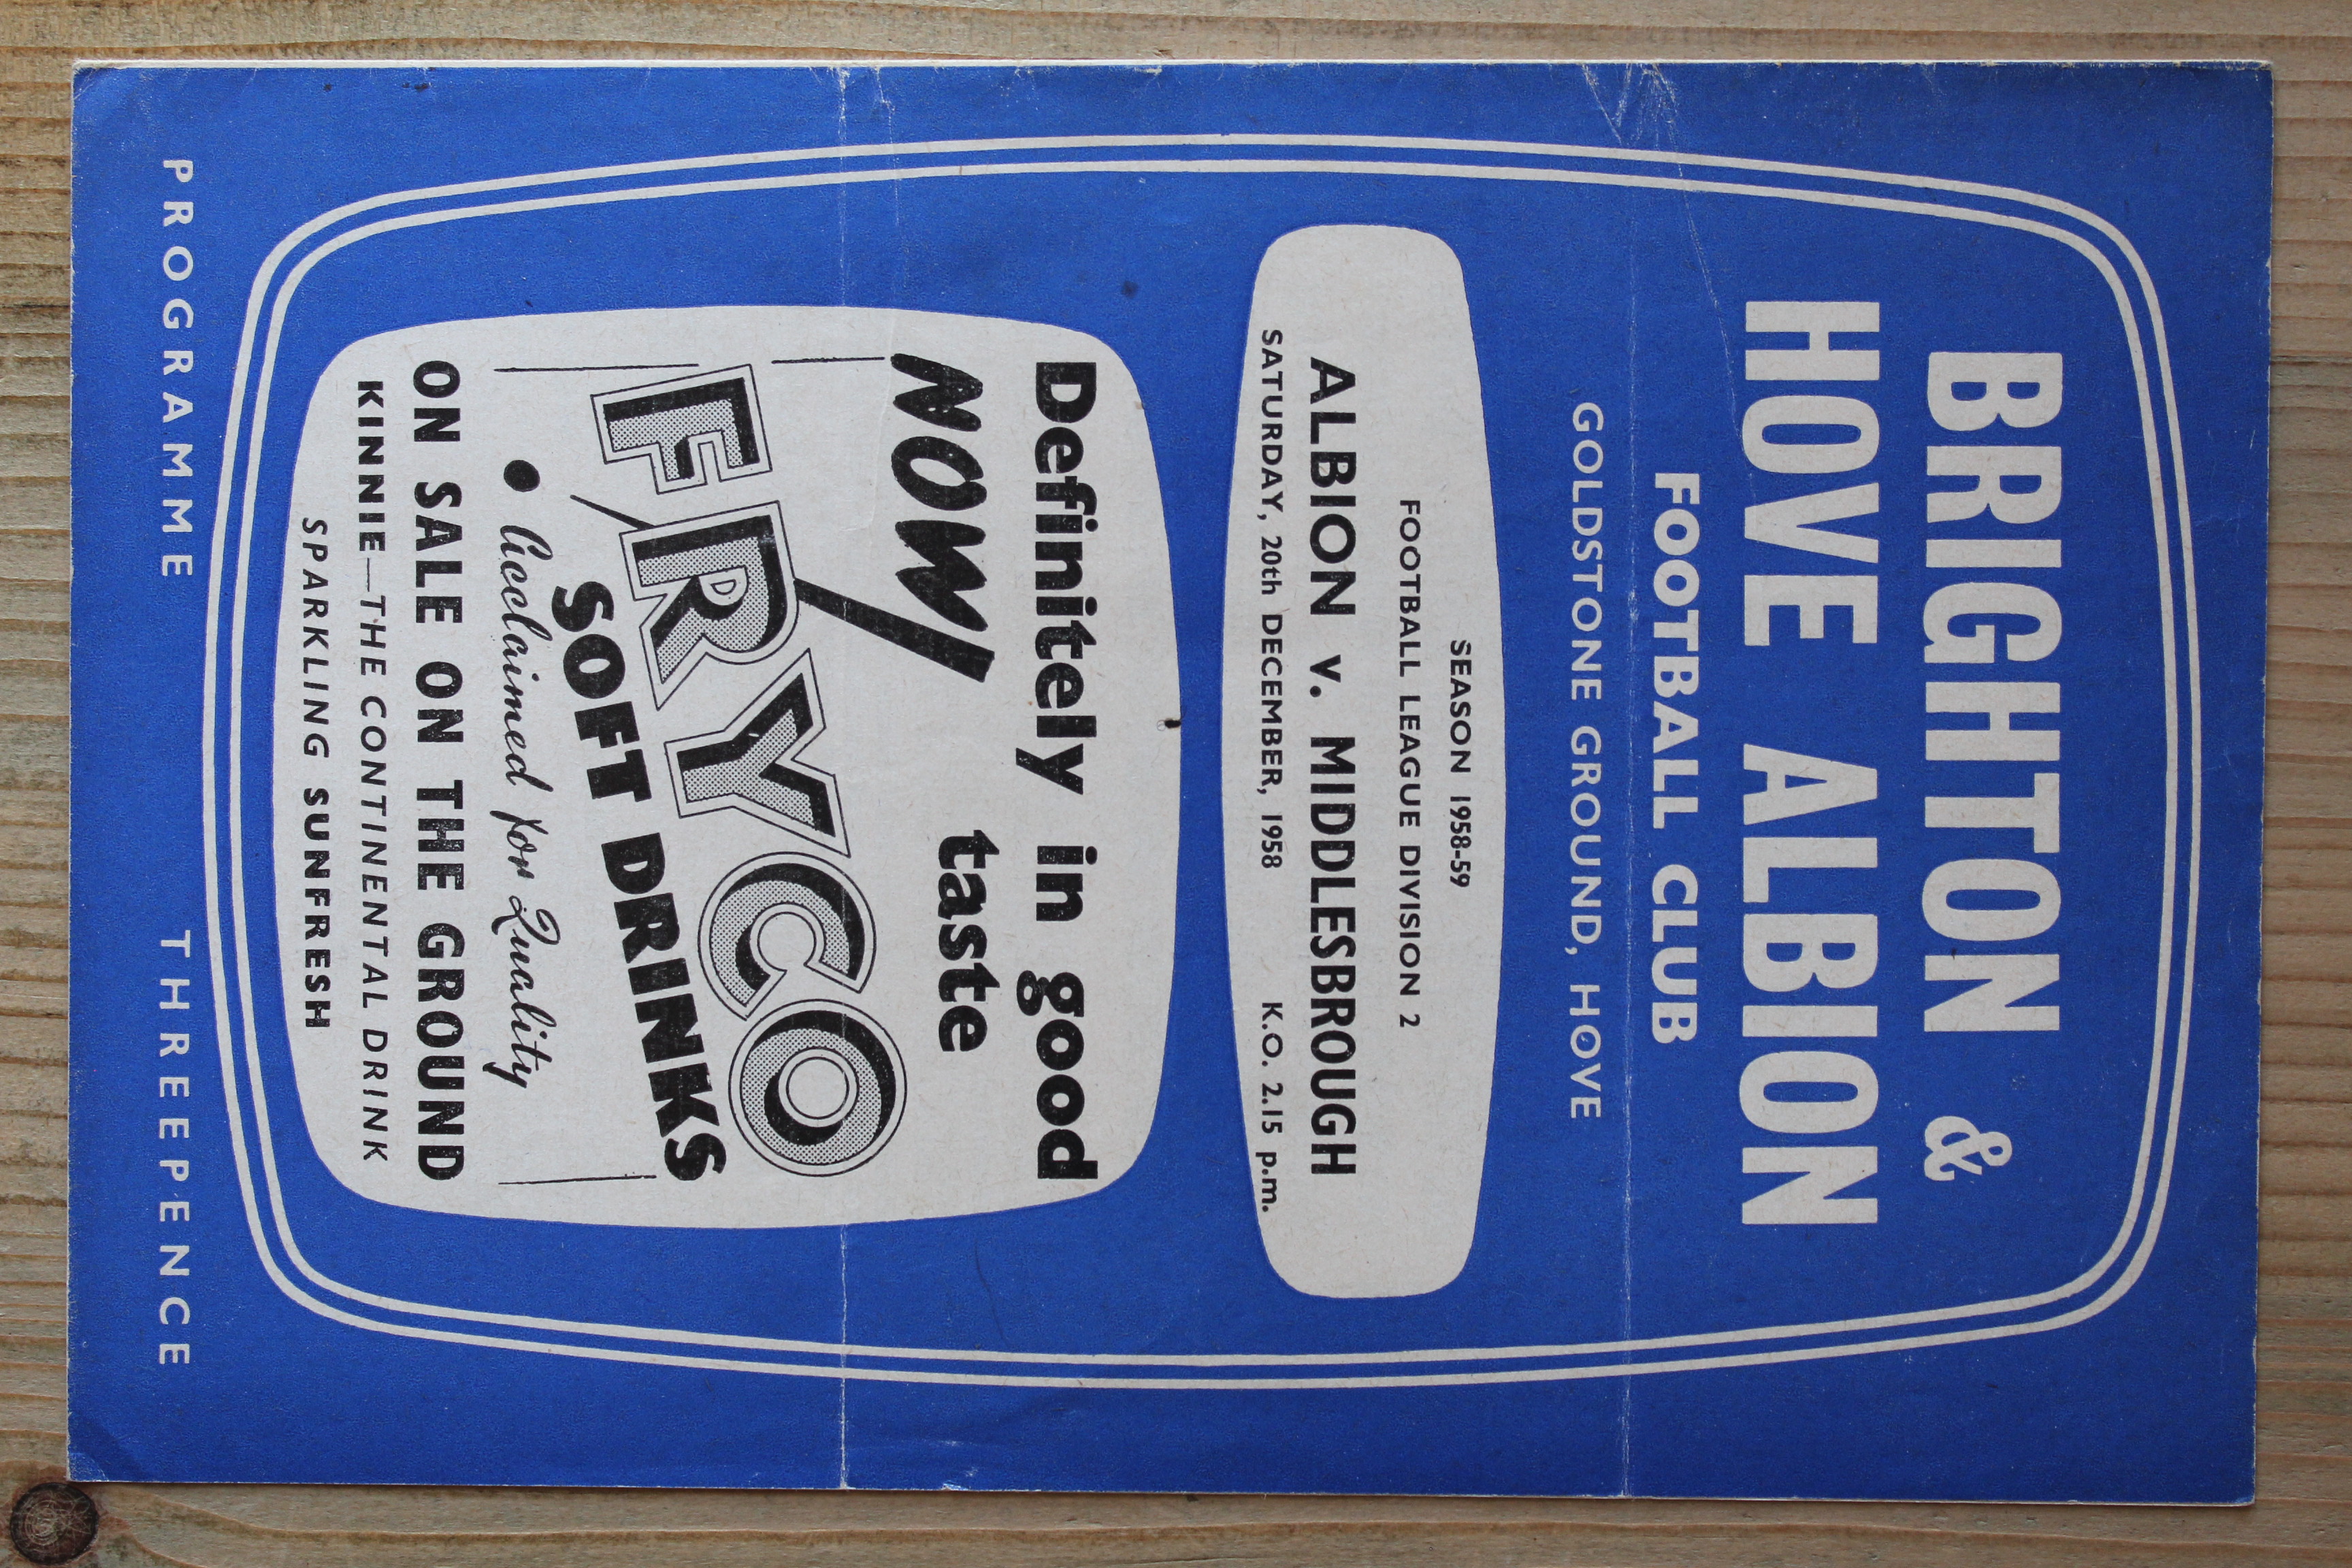 BRIGHTON &
HOVE ALBION
FOOTBALL CLUB
GOLDSTONE GROUND, HOVE
SEASON 1958-59
FOOTBALL LEAGUE DIVISION 2
ALBION v. MIDDLESBROUGH
SATURDAY, 20th DECEMBER, 1958 K.O. 2.15 p.m.
Definitely in good
NOW! taste
FRYCO
SOFT DRINKS
● Acclaimed for Quality
ON SALE ON THE GROUND
KINNIE—THE CONTINENTAL DRINK
SPARKLING SUNFRESH
PROGRAMME THREEPENCE